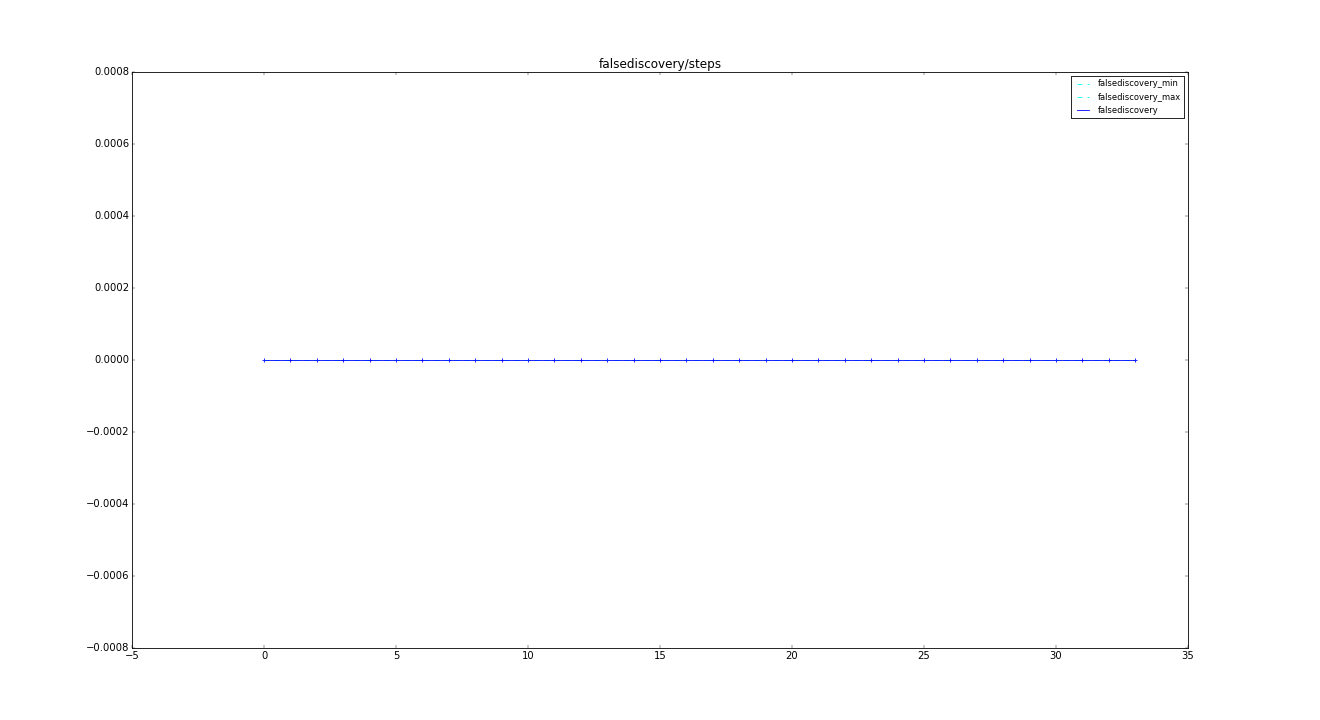 falsediscovery/steps
0.0008
0.0006
0.0004
0.0002
0.0000
−0.0002
−0.0004
−0.0006
−0.0008
falsediscovery_min
falsediscovery_max
falsediscovery
−5 0 5 10 15 20 25 30 35